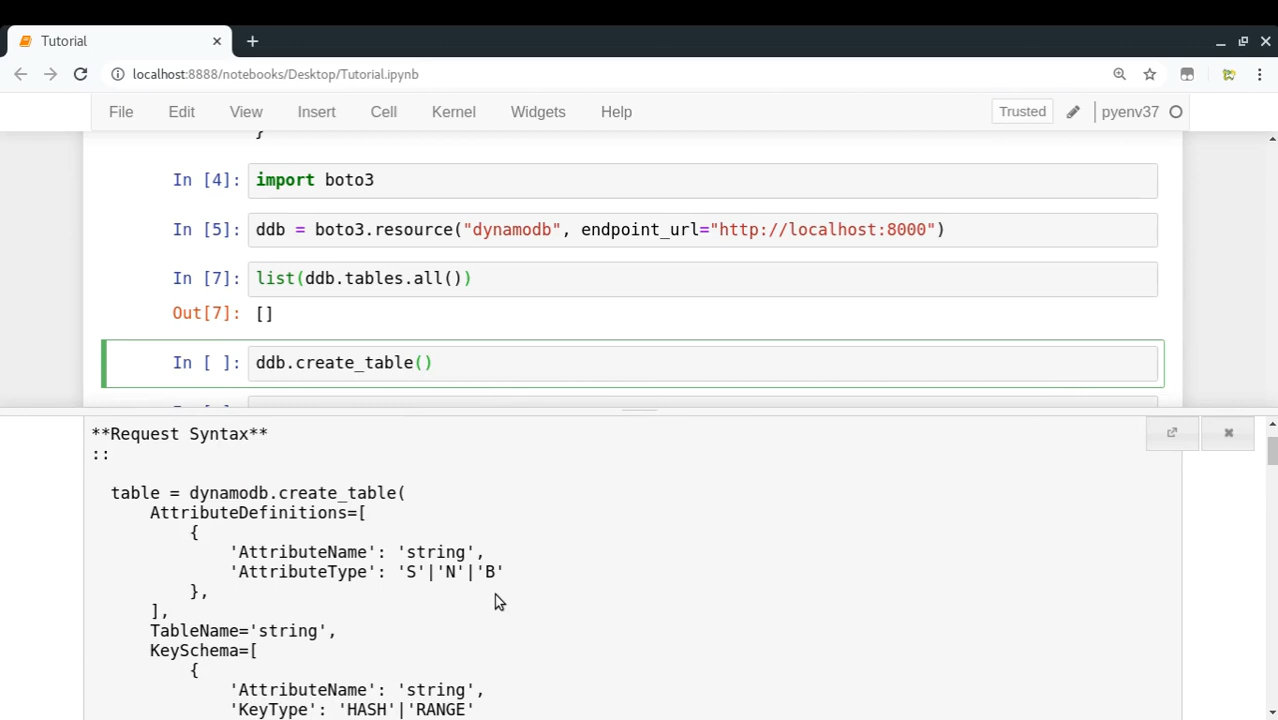 Tutorial
localhost:8888/notebooks/Desktop/Tutorial.ipynb
File Edit View Insert Cell Kernel Widgets Help Trusted pyenv37
}
In [4]: import boto3
In [5]: ddb = boto3.resource("dynamodb", endpoint_url="http://localhost:8000")
In [7]: list(ddb.tables.all())
Out[7]: []
In [ ]: ddb.create_table()
**Request Syntax**
::
table = dynamodb.create_table(
AttributeDefinitions=[
{
'AttributeName': 'string',
'AttributeType': 'S'|'N'|'B'
},
],
TableName='string',
KeySchema=[
{
'AttributeName': 'string',
'KeyType': 'HASH'|'RANGE'